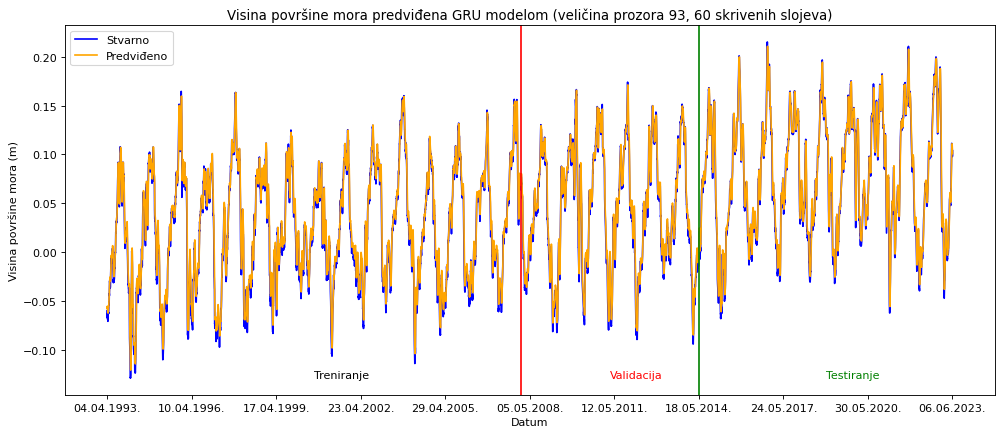 Visina površine mora predviđena GRU modelom (veličina prozora 93, 60 skrivenih slojeva)
Stvarno
Predviđeno
Visina površine mora (m)
0.20
0.15
0.10
0.05
0.00
−0.05
−0.10
Treniranje
Validacija
Testiranje
04.04.1993.
10.04.1996.
17.04.1999.
23.04.2002.
29.04.2005.
05.05.2008.
12.05.2011.
18.05.2014.
24.05.2017.
30.05.2020.
06.06.2023.
Datum